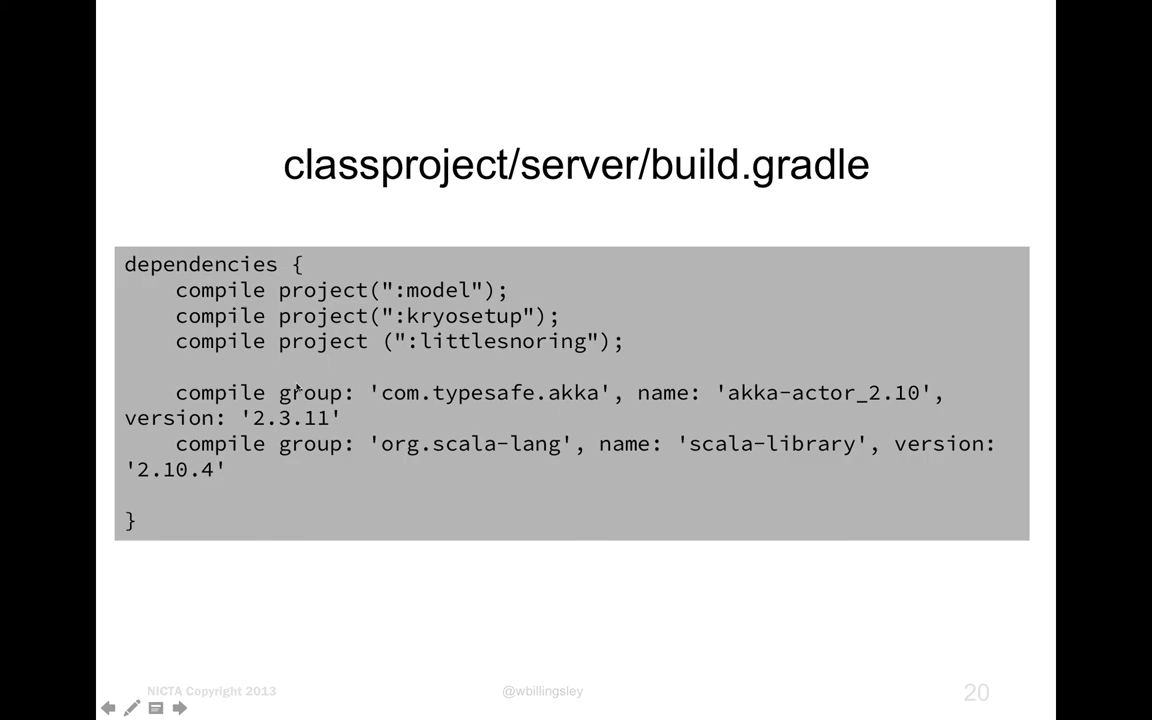 classproject/server/build.gradle
dependencies {
    compile project(":model");
    compile project(":kryosetup");
    compile project (":littlesnoring");
    compile group: 'com.typesafe.akka', name: 'akka-actor_2.10',
version: '2.3.11'
    compile group: 'org.scala-lang', name: 'scala-library', version:
'2.10.4'
}
NICTA Copyright 2013
@wbillingsley
20